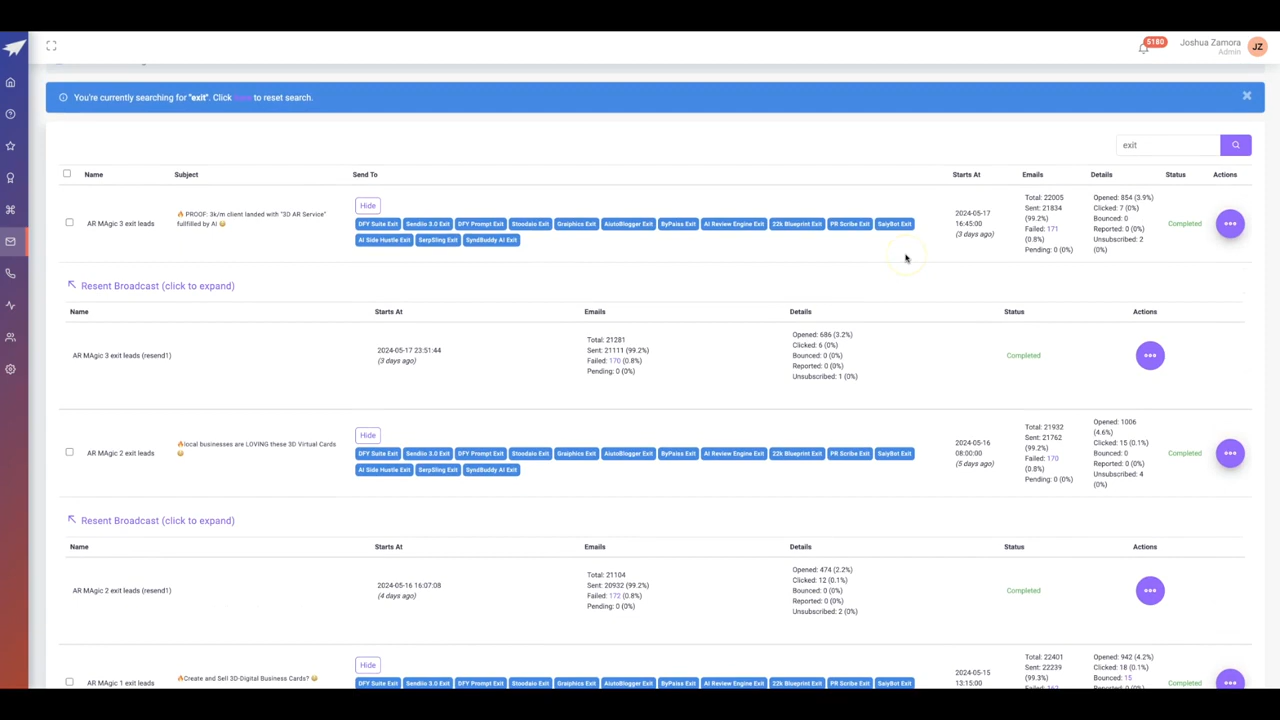 5180
Joshua Zamora
Admin
JZ
You're currently searching for "exit". Click here to reset search.
exit
Name Subject Send To Starts At Emails Details Status Actions
AR MAgic 3 exit leads
🔥 PROOF: 3k/m client landed with "3D AR Service"
fullfilled by AI 😳
Hide
DFY Suite Exit Sendiio 3.0 Exit DFY Prompt Exit Stoodaio Exit Graiphics Exit AiutoBlogger Exit ByPaiss Exit AI Review Engine Exit 22k Blueprint Exit PR Scribe Exit SaiyBot Exit
AI Side Hustle Exit SerpSling Exit SyndBuddy AI Exit
2024-05-17
16:45:00
(3 days ago)
Total: 22005
Sent: 21834
(99.2%)
Failed: 171
(0.8%)
Pending: 0 (0%)
Opened: 854 (3.9%)
Clicked: 7 (0%)
Bounced: 0
Reported: 0 (0%)
Unsubscribed: 2
(0%)
Completed
Resent Broadcast (click to expand)
Name Starts At Emails Details Status Actions
AR MAgic 3 exit leads (resend1)
2024-05-17 23:51:44
(3 days ago)
Total: 21281
Sent: 21111 (99.2%)
Failed: 170 (0.8%)
Pending: 0 (0%)
Opened: 686 (3.2%)
Clicked: 6 (0%)
Bounced: 0 (0%)
Reported: 0 (0%)
Unsubscribed: 1 (0%)
Completed
AR MAgic 2 exit leads
🔥local businesses are LOVING these 3D Virtual Cards
😳
Hide
DFY Suite Exit Sendiio 3.0 Exit DFY Prompt Exit Stoodaio Exit Graiphics Exit AiutoBlogger Exit ByPaiss Exit AI Review Engine Exit 22k Blueprint Exit PR Scribe Exit SaiyBot Exit
AI Side Hustle Exit SerpSling Exit SyndBuddy AI Exit
2024-05-16
08:00:00
(5 days ago)
Total: 21932
Sent: 21762
(99.2%)
Failed: 170
(0.8%)
Pending: 0 (0%)
Opened: 1006
(4.6%)
Clicked: 15 (0.1%)
Bounced: 0
Reported: 0 (0%)
Unsubscribed: 4
(0%)
Completed
Resent Broadcast (click to expand)
Name Starts At Emails Details Status Actions
AR MAgic 2 exit leads (resend1)
2024-05-16 16:07:08
(4 days ago)
Total: 21104
Sent: 20932 (99.2%)
Failed: 172 (0.8%)
Pending: 0 (0%)
Opened: 474 (2.2%)
Clicked: 12 (0.1%)
Bounced: 0 (0%)
Reported: 0 (0%)
Unsubscribed: 2 (0%)
Completed
AR MAgic 1 exit leads
🔥Create and Sell 3D-Digital Business Cards? 😳
Hide
DFY Suite Exit Sendiio 3.0 Exit DFY Prompt Exit Stoodaio Exit Graiphics Exit AiutoBlogger Exit ByPaiss Exit AI Review Engine Exit 22k Blueprint Exit PR Scribe Exit SaiyBot Exit
2024-05-15
13:15:00
Total: 22401
Sent: 22239
(99.3%)
Opened: 942 (4.2%)
Clicked: 18 (0.1%)
Bounced: 15
Completed